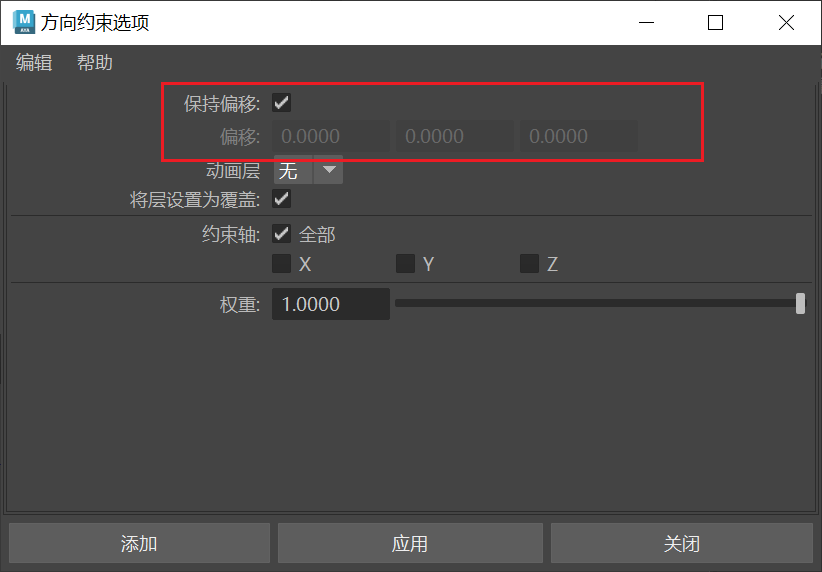 M
AYA
方向约束选项
编辑 帮助
保持偏移:
偏移: 0.0000 0.0000 0.0000
动画层 无
将层设置为覆盖:
约束轴: 全部
X Y Z
权重: 1.0000
添加 应用 关闭